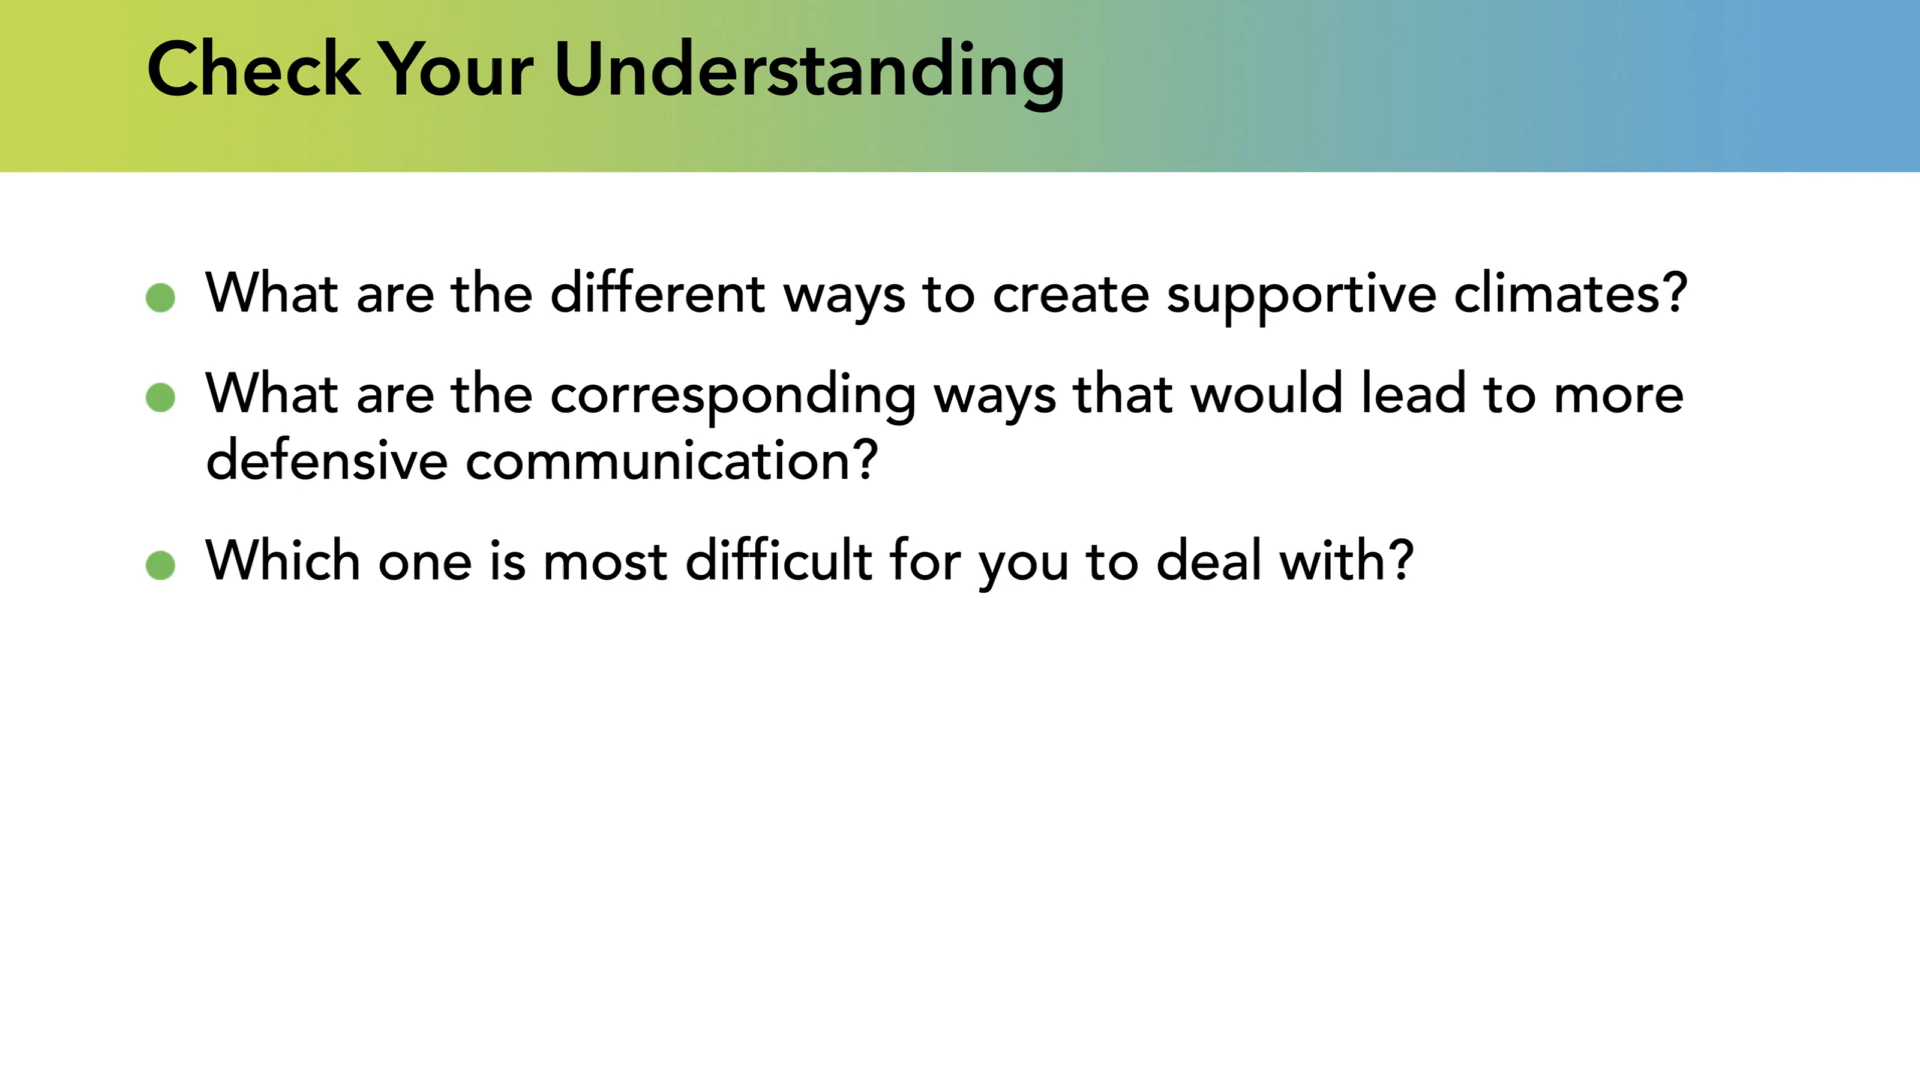 Check Your Understanding
What are the different ways to create supportive climates?
What are the corresponding ways that would lead to more
defensive communication?
Which one is most difficult for you to deal with?